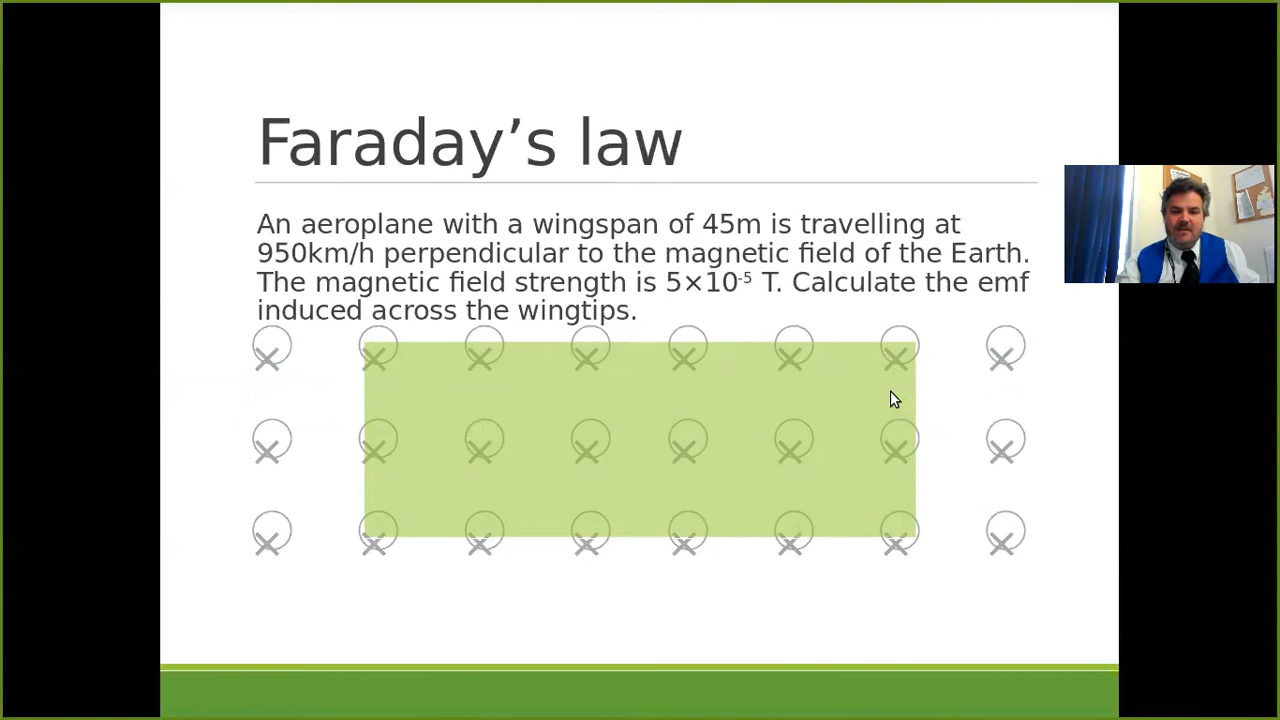 Faraday’s law
An aeroplane with a wingspan of 45m is travelling at
950km/h perpendicular to the magnetic field of the Earth.
The magnetic field strength is 5×10⁻⁵ T. Calculate the emf
induced across the wingtips.